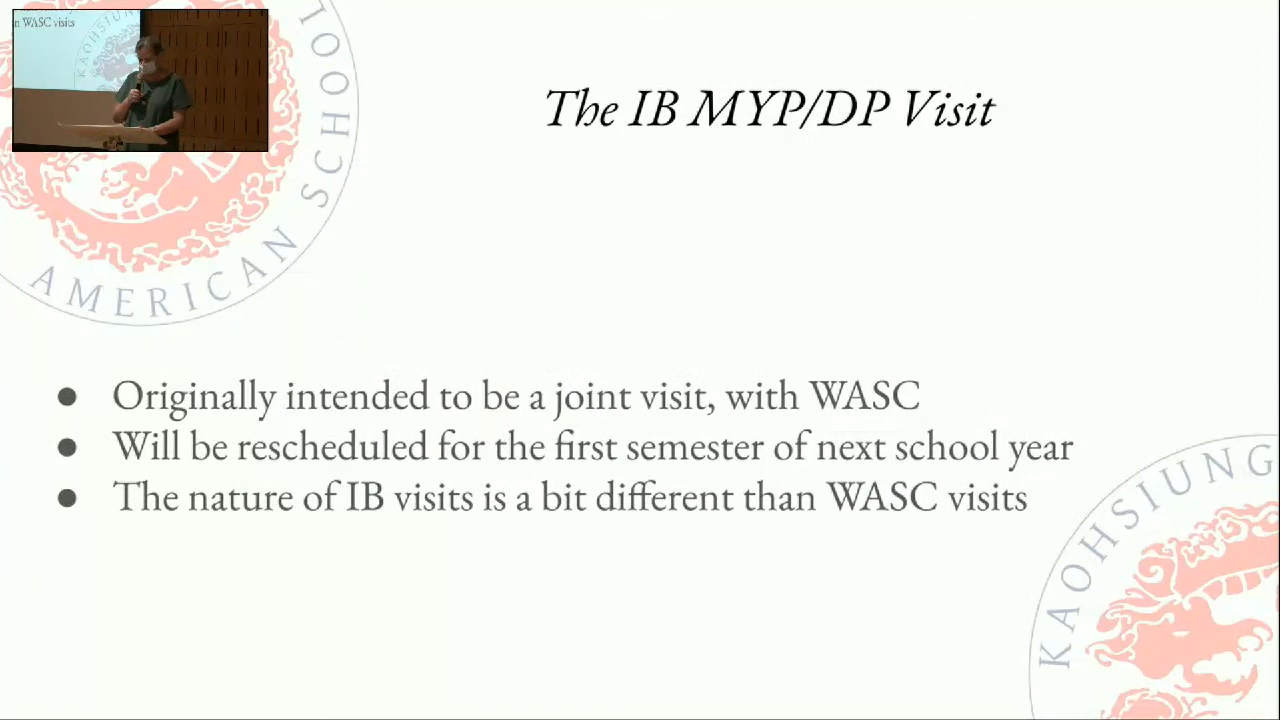 n WASC visits
KAOHSIUNG
AMERICAN SCHOOL
The IB MYP/DP Visit
● Originally intended to be a joint visit, with WASC
● Will be rescheduled for the first semester of next school year
● The nature of IB visits is a bit different than WASC visits
KAOHSIUNG